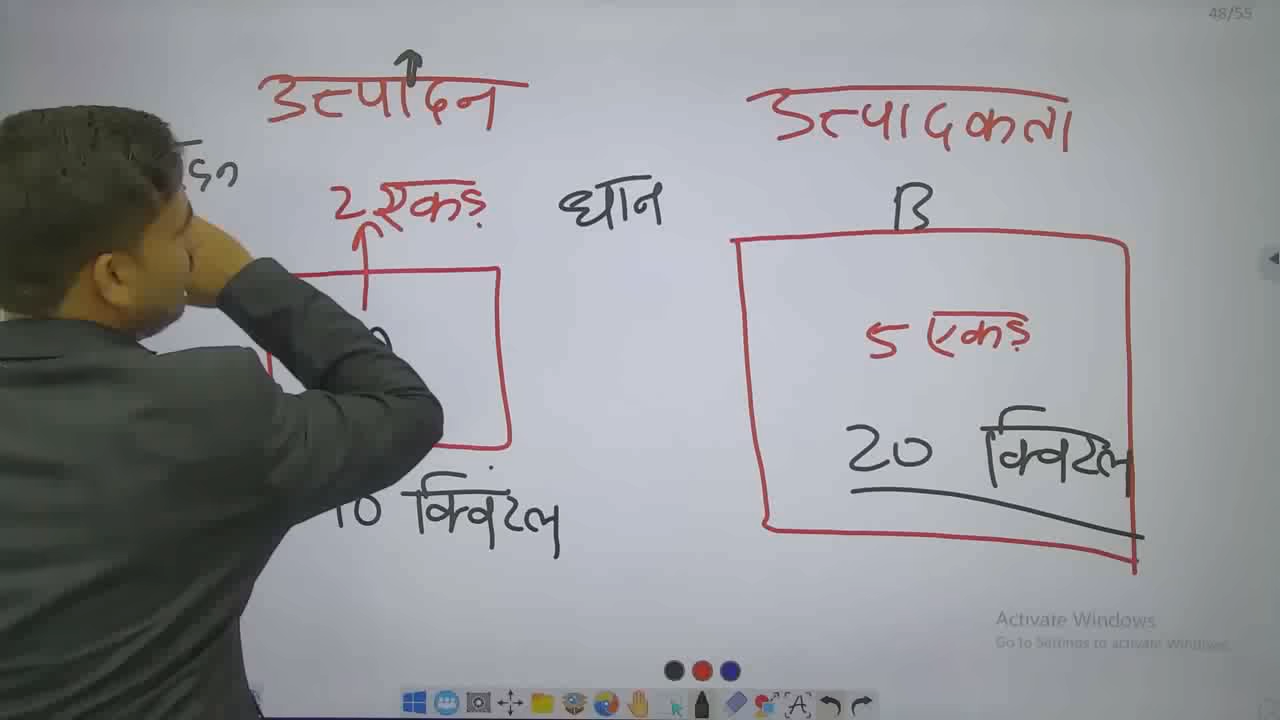 48/55
उत्पादन
उत्पादकता
2 एकड़
धान
B
5 एकड़
20 क्विंटल
10 क्विंटल
Activate Windows
Go to Settings to activate Windows.